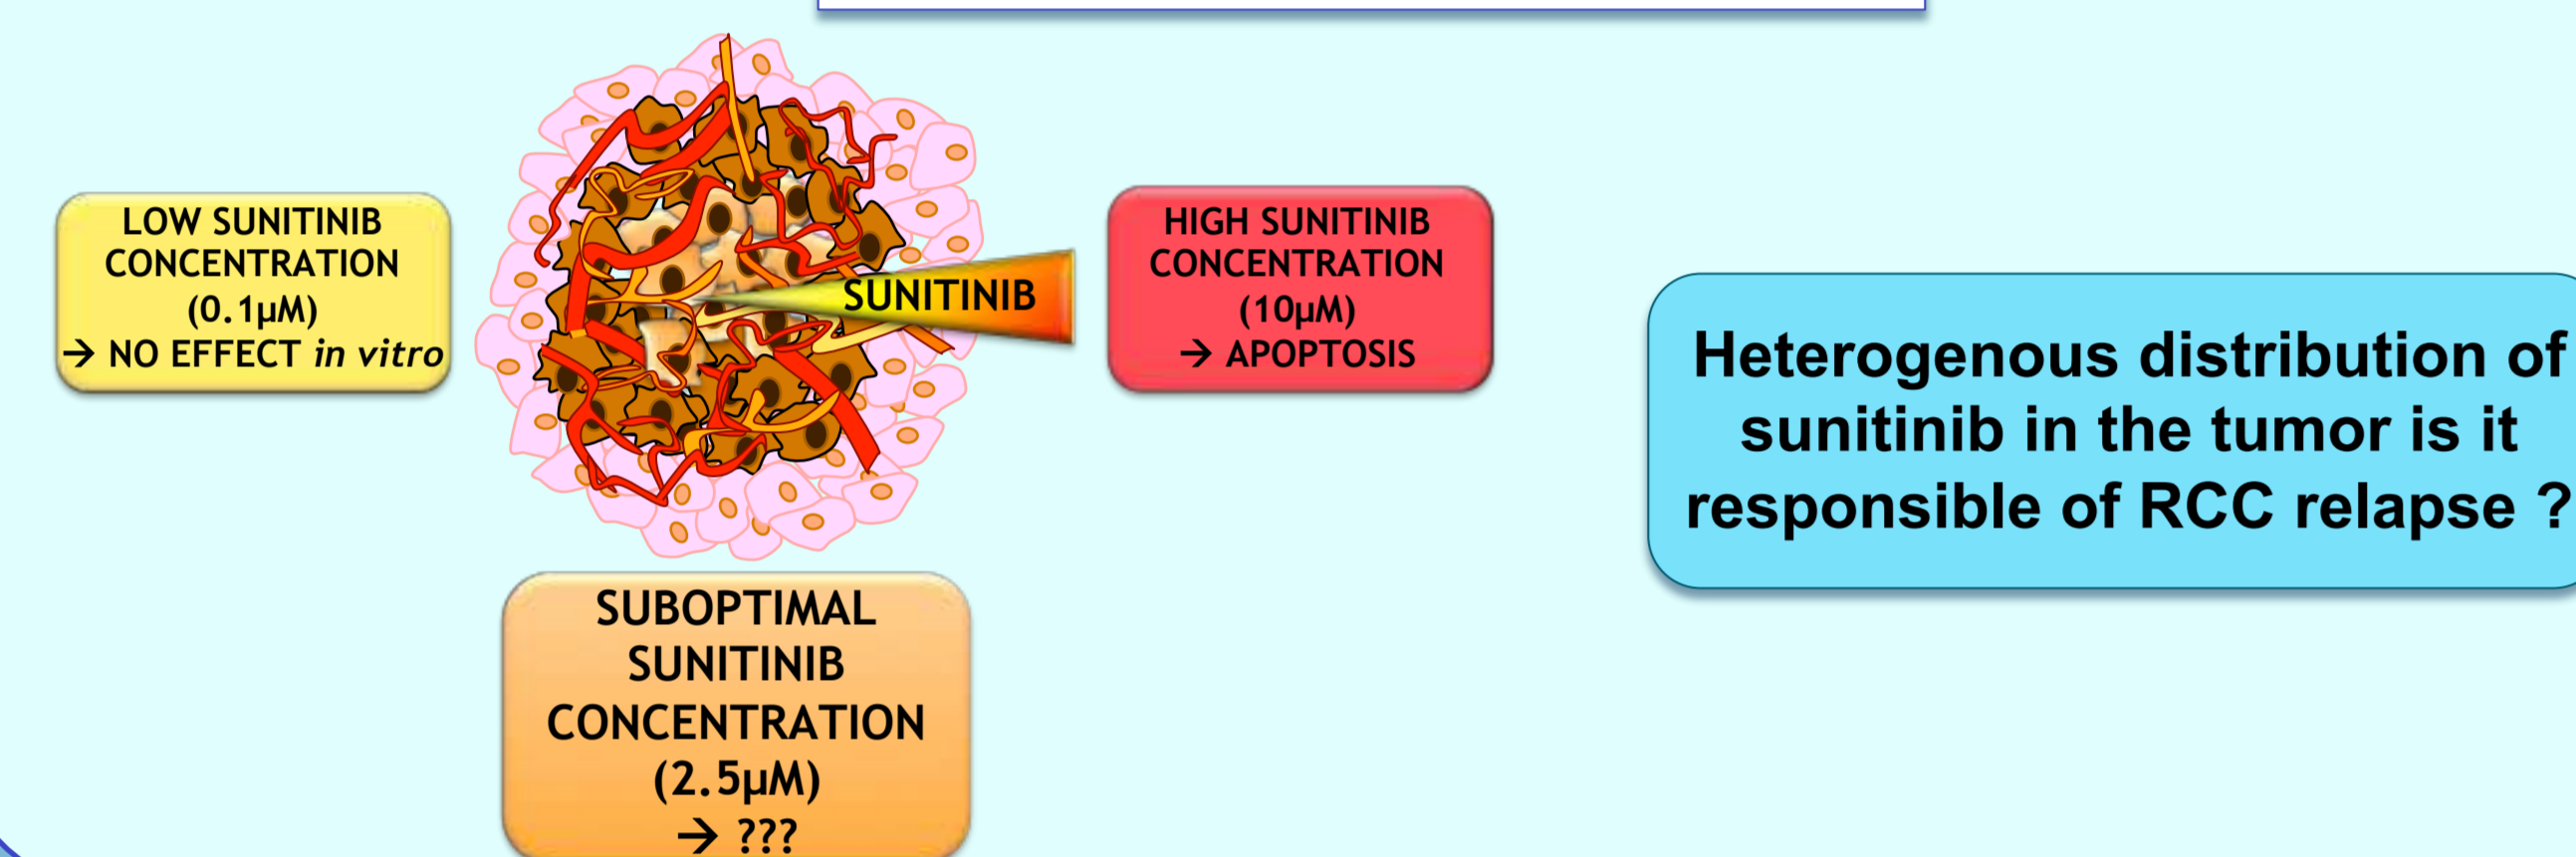 LOW SUNITINIB
CONCENTRATION
(0.1µM)
→ NO EFFECT in vitro
SUNITINIB
HIGH SUNITINIB
CONCENTRATION
(10µM)
→ APOPTOSIS
Heterogenous distribution of
sunitinib in the tumor is it
responsible of RCC relapse ?
SUBOPTIMAL
SUNITINIB
CONCENTRATION
(2.5µM)
→ ???